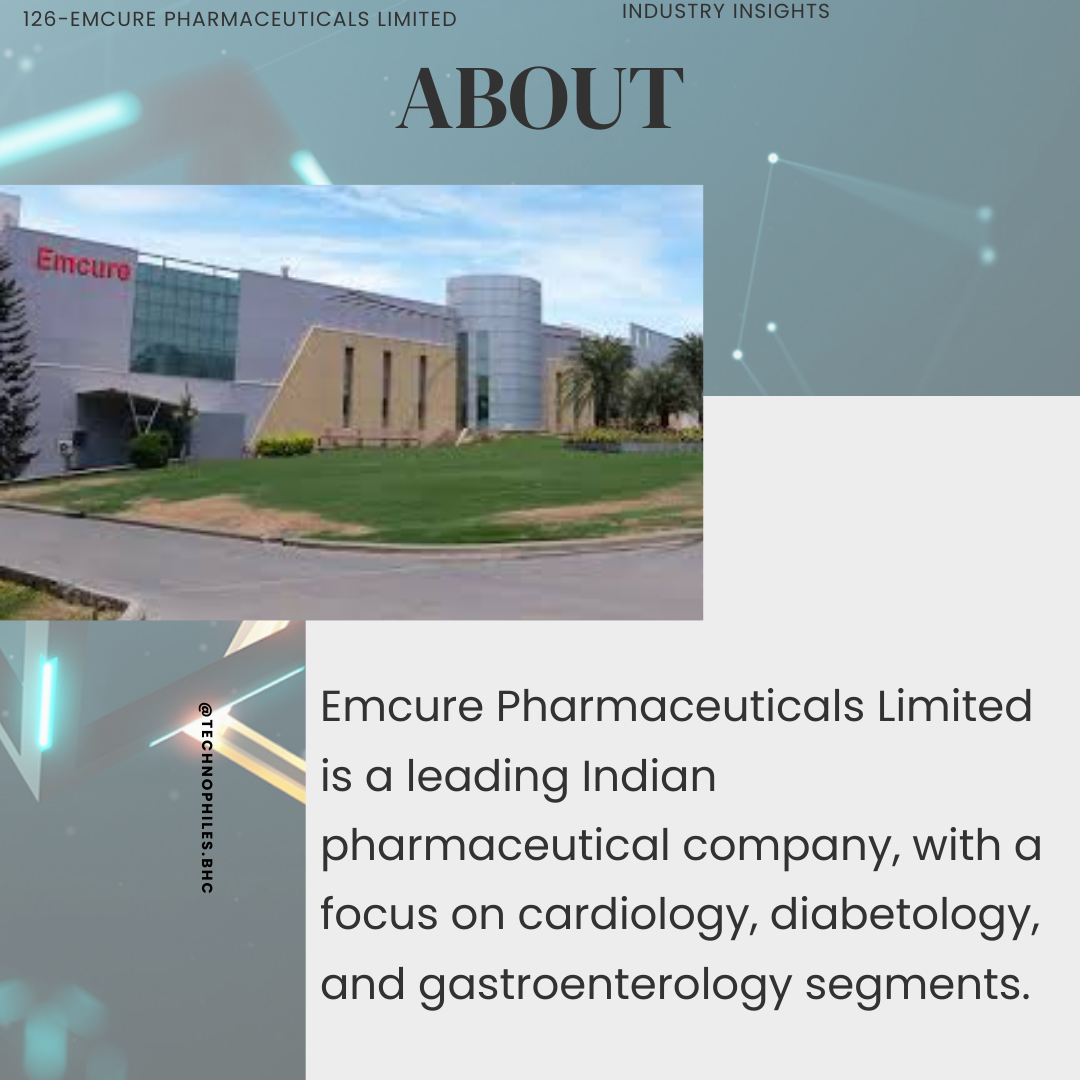 126-EMCURE PHARMACEUTICALS LIMITED
INDUSTRY INSIGHTS
ABOUT
Emcure
@TECHNOPHILES.BHC
Emcure Pharmaceuticals Limited
is a leading Indian
pharmaceutical company, with a
focus on cardiology, diabetology,
and gastroenterology segments.